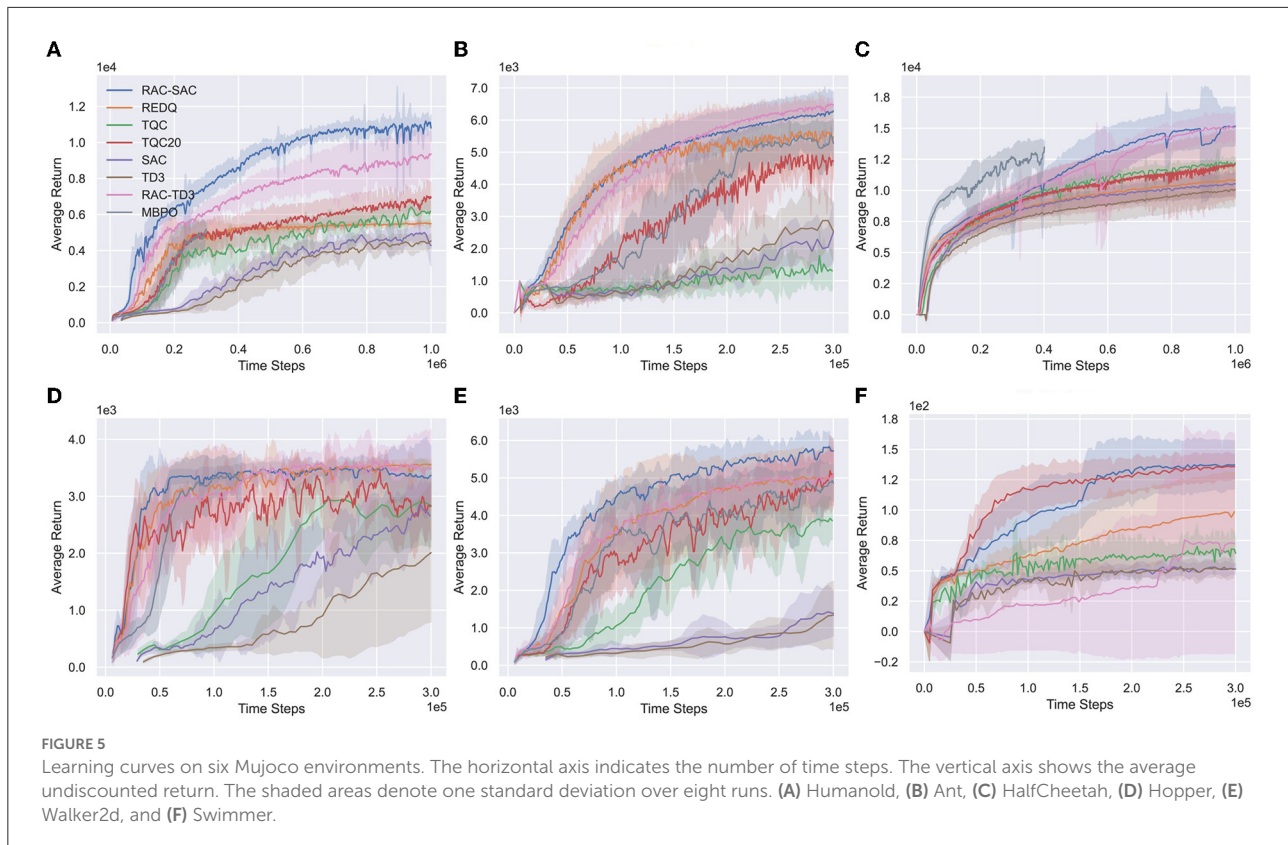 A
1e4
1.2
1.0
0.8
0.6
0.4
0.2
0.0
Average Return
RAC-SAC
REDQ
TQC
TQC20
SAC
TD3
RAC-TD3
MBPO
0.0 0.2 0.4 0.6 0.8 1.0
1e6
Time Steps
B
1e3
7.0
6.0
5.0
4.0
3.0
2.0
1.0
0.0
Average Return
0.0 0.5 1.0 1.5 2.0 2.5 3.0
1e5
Time Steps
C
1e4
1.8
1.5
1.2
1.0
0.8
0.5
0.2
0.0
Average Return
0.0 0.2 0.4 0.6 0.8 1.0
1e6
Time Steps
D
1e3
4.0
3.0
2.0
1.0
0.0
Average Return
0.0 0.5 1.0 1.5 2.0 2.5 3.0
1e5
Time Steps
E
1e3
6.0
5.0
4.0
3.0
2.0
1.0
0.0
Average Return
0.0 0.5 1.0 1.5 2.0 2.5 3.0
1e5
Time Steps
F
1e2
1.8
1.5
1.2
1.0
0.8
0.5
0.2
0.0
−0.2
Average Return
0.0 0.5 1.0 1.5 2.0 2.5 3.0
1e5
Time Steps
FIGURE 5
Learning curves on six Mujoco environments. The horizontal axis indicates the number of time steps. The vertical axis shows the average
undiscounted return. The shaded areas denote one standard deviation over eight runs. (A) Humanold, (B) Ant, (C) HalfCheetah, (D) Hopper, (E)
Walker2d, and (F) Swimmer.